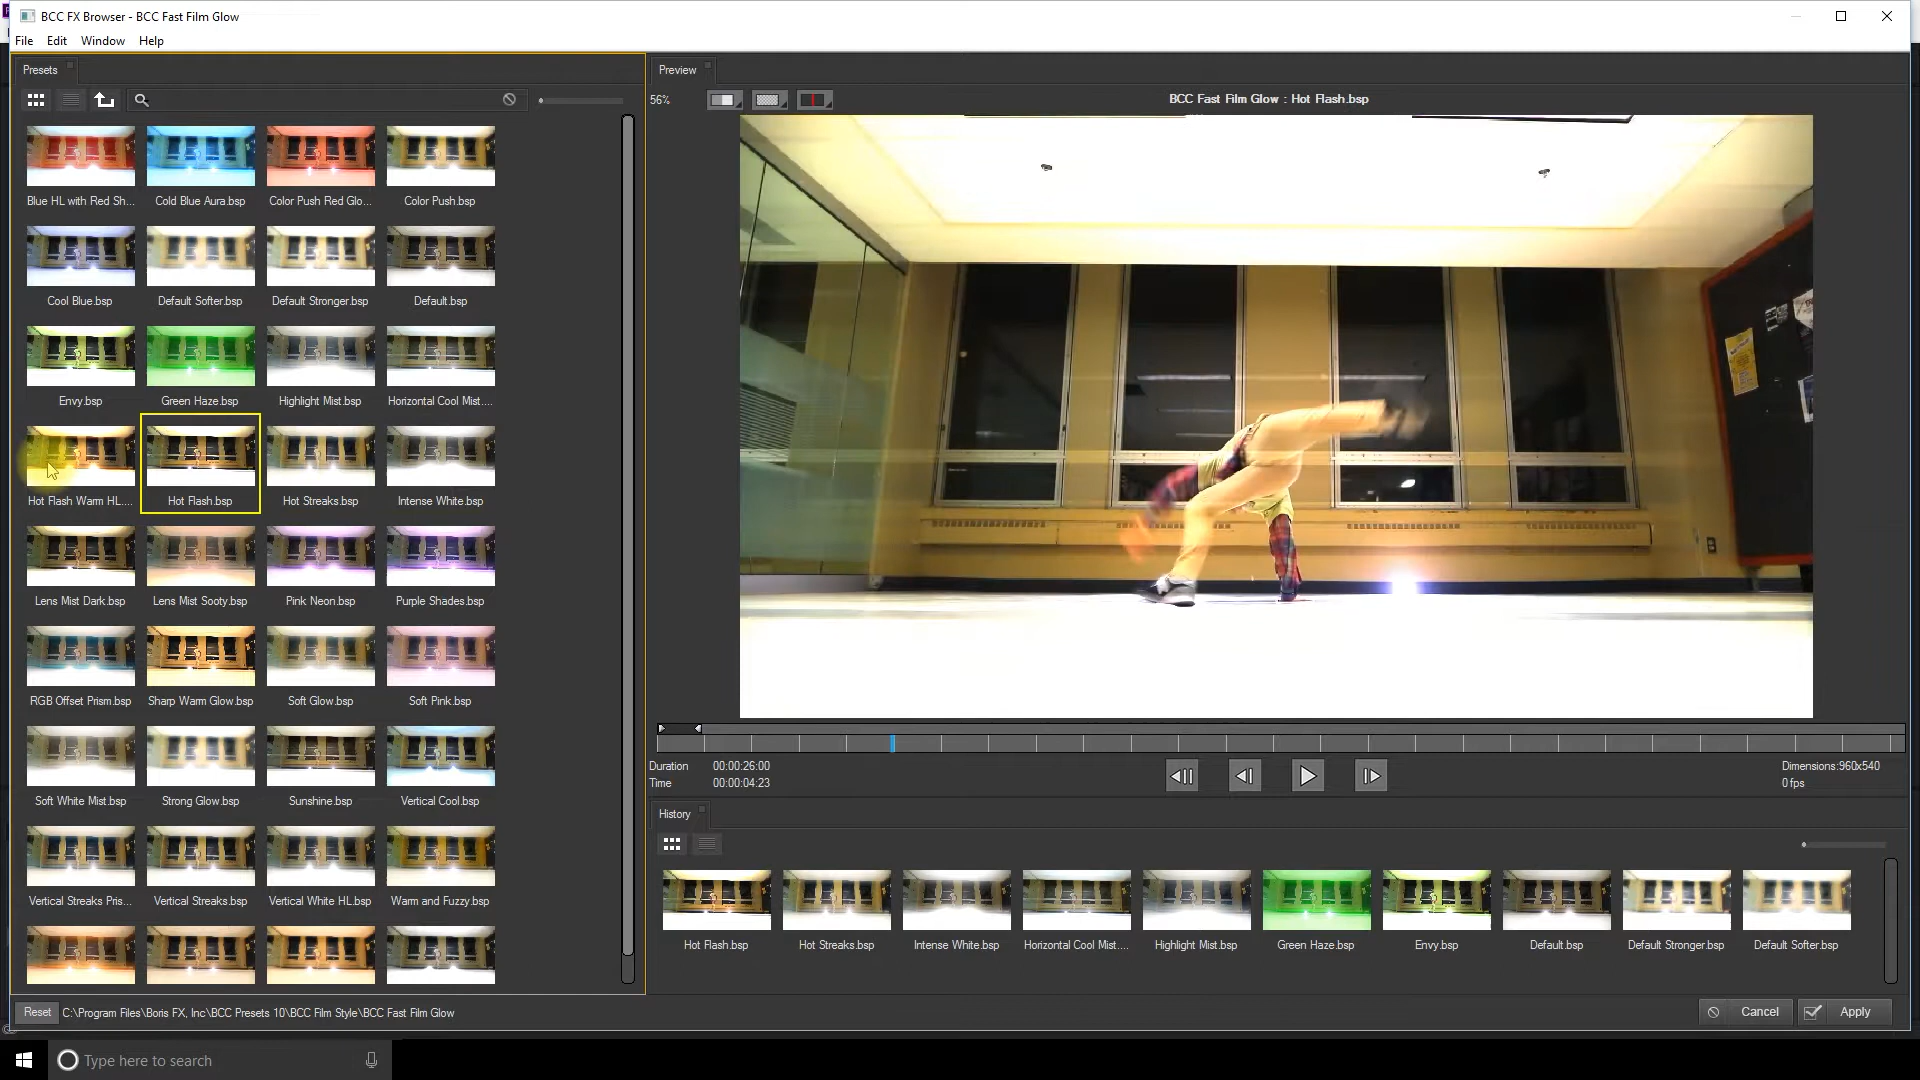 BCC FX Browser - BCC Fast Film Glow
File Edit Window Help
Presets
Preview
56%
BCC Fast Film Glow : Hot Flash.bsp
Blue HL with Red Sh... Cold Blue Aura.bsp Color Push Red Glo... Color Push.bsp
Cool Blue.bsp Default Softer.bsp Default Stronger.bsp Default.bsp
Envy.bsp Green Haze.bsp Highlight Mist.bsp Horizontal Cool Mist....
Hot Flash Warm HL.... Hot Flash.bsp Hot Streaks.bsp Intense White.bsp
Lens Mist Dark.bsp Lens Mist Sooty.bsp Pink Neon.bsp Purple Shades.bsp
RGB Offset Prism.bsp Sharp Warm Glow.bsp Soft Glow.bsp Soft Pink.bsp
Soft White Mist.bsp Strong Glow.bsp Sunshine.bsp Vertical Cool.bsp
Vertical Streaks Pris... Vertical Streaks.bsp Vertical White HL.bsp Warm and Fuzzy.bsp
Duration 00:00:26:00
Time 00:00:04:23
Dimensions:960x540
0 fps
History
Hot Flash.bsp Hot Streaks.bsp Intense White.bsp Horizontal Cool Mist.... Highlight Mist.bsp Green Haze.bsp Envy.bsp Default.bsp Default Stronger.bsp Default Softer.bsp
Reset C:\Program Files\Boris FX, Inc\BCC Presets 10\BCC Film Style\BCC Fast Film Glow
Cancel Apply
Type here to search